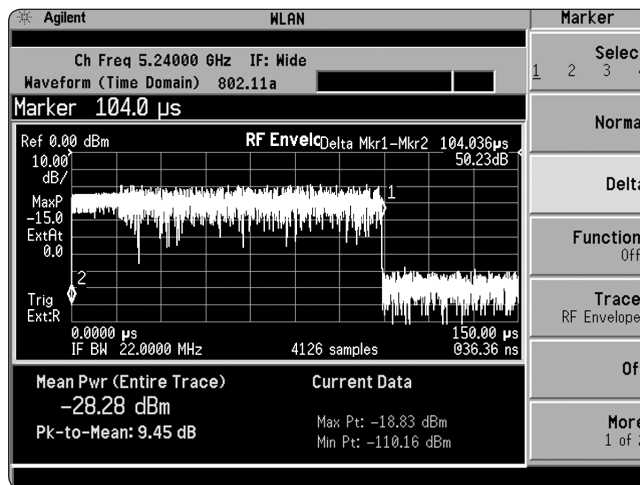 Agilent WLAN Marker
Ch Freq 5.24000 GHz IF: Wide
Waveform (Time Domain) 802.11a
Marker 104.0 µs
Ref 0.00 dBm RF Envelo Delta Mkr1-Mkr2 104.036µs
50.23dB
10.00
dB/
MaxP
-15.0
ExtAt
0.0
1
2
Trig
Ext:R
0.0000 µs 150.00 µs
IF BW 22.0000 MHz 4126 samples @36.36 ns
Mean Pwr (Entire Trace)
-28.28 dBm
Pk-to-Mean: 9.45 dB
Current Data
Max Pt: -18.83 dBm
Min Pt: -110.16 dBm
Selec
1 2 3
Norma
Delta
Function
Off
Trace
RF Envelope
Of
More
1 of